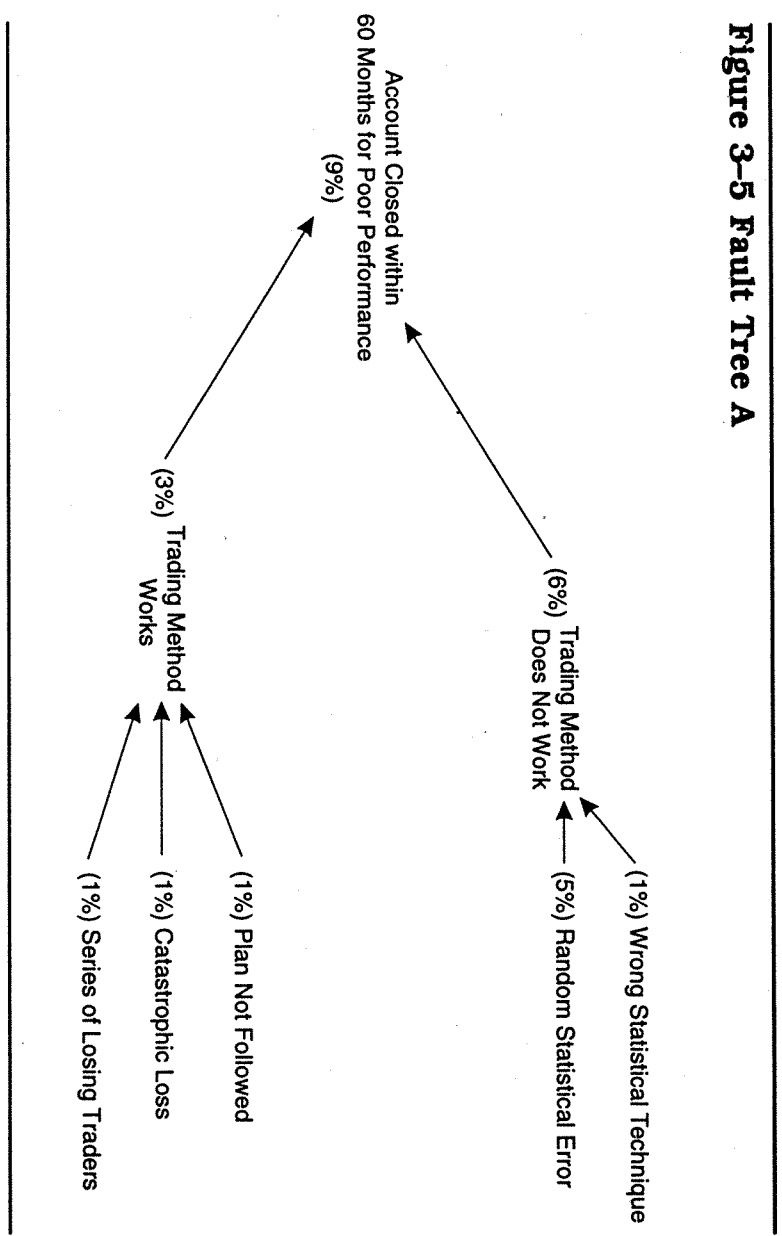 Figure 3–5 Fault Tree A
(1%) Wrong Statistical Technique
(6%) Trading Method
Does Not Work
(5%) Random Statistical Error
Account Closed within
60 Months for Poor Performance
(9%)
(1%) Plan Not Followed
(3%) Trading Method
Works
(1%) Catastrophic Loss
(1%) Series of Losing Traders